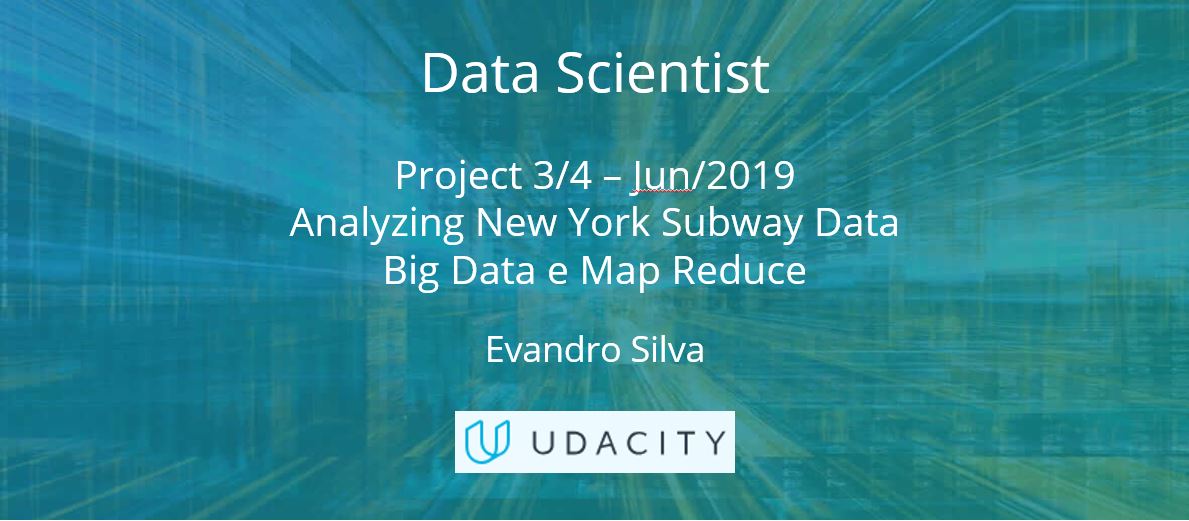 Data Scientist
Project 3/4 – Jun/2019
Analyzing New York Subway Data
Big Data e Map Reduce
Evandro Silva
UDACITY